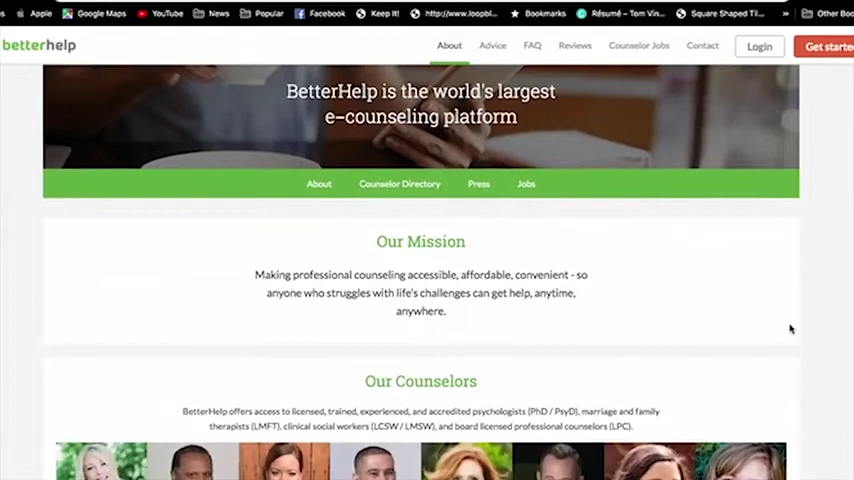 Apple Google Maps YouTube News Popular Facebook Keep It! http://www.loopbl... Bookmarks Résumé – Tom Vin... Square Shaped Til... » Other Boo
betterhelp About Advice FAQ Reviews Counselor Jobs Contact Login Get starte
BetterHelp is the world's largest
e-counseling platform
About Counselor Directory Press Jobs
Our Mission
Making professional counseling accessible, affordable, convenient - so
anyone who struggles with life's challenges can get help, anytime,
anywhere.
Our Counselors
BetterHelp offers access to licensed, trained, experienced, and accredited psychologists (PhD / PsyD), marriage and family
therapists (LMFT), clinical social workers (LCSW / LMSW), and board licensed professional counselors (LPC).